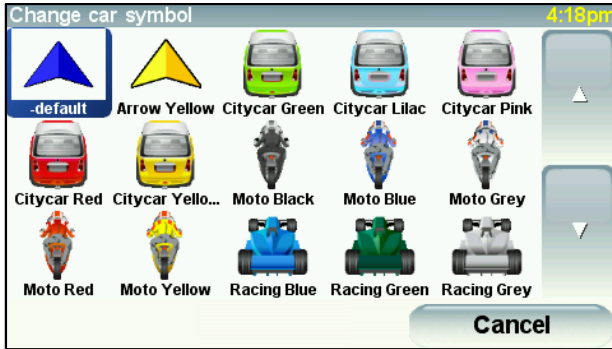 Change car symbol 4:18pm
-default Arrow Yellow Citycar Green Citycar Lilac Citycar Pink
Citycar Red Citycar Yello... Moto Black Moto Blue Moto Grey
Moto Red Moto Yellow Racing Blue Racing Green Racing Grey
Cancel